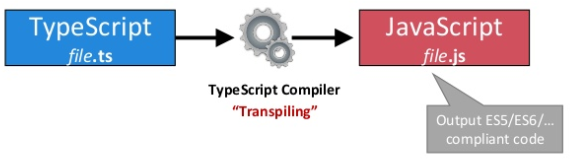 TypeScript
file.ts
TypeScript Compiler
“Transpiling”
JavaScript
file.js
Output ES5/ES6/...
compliant code